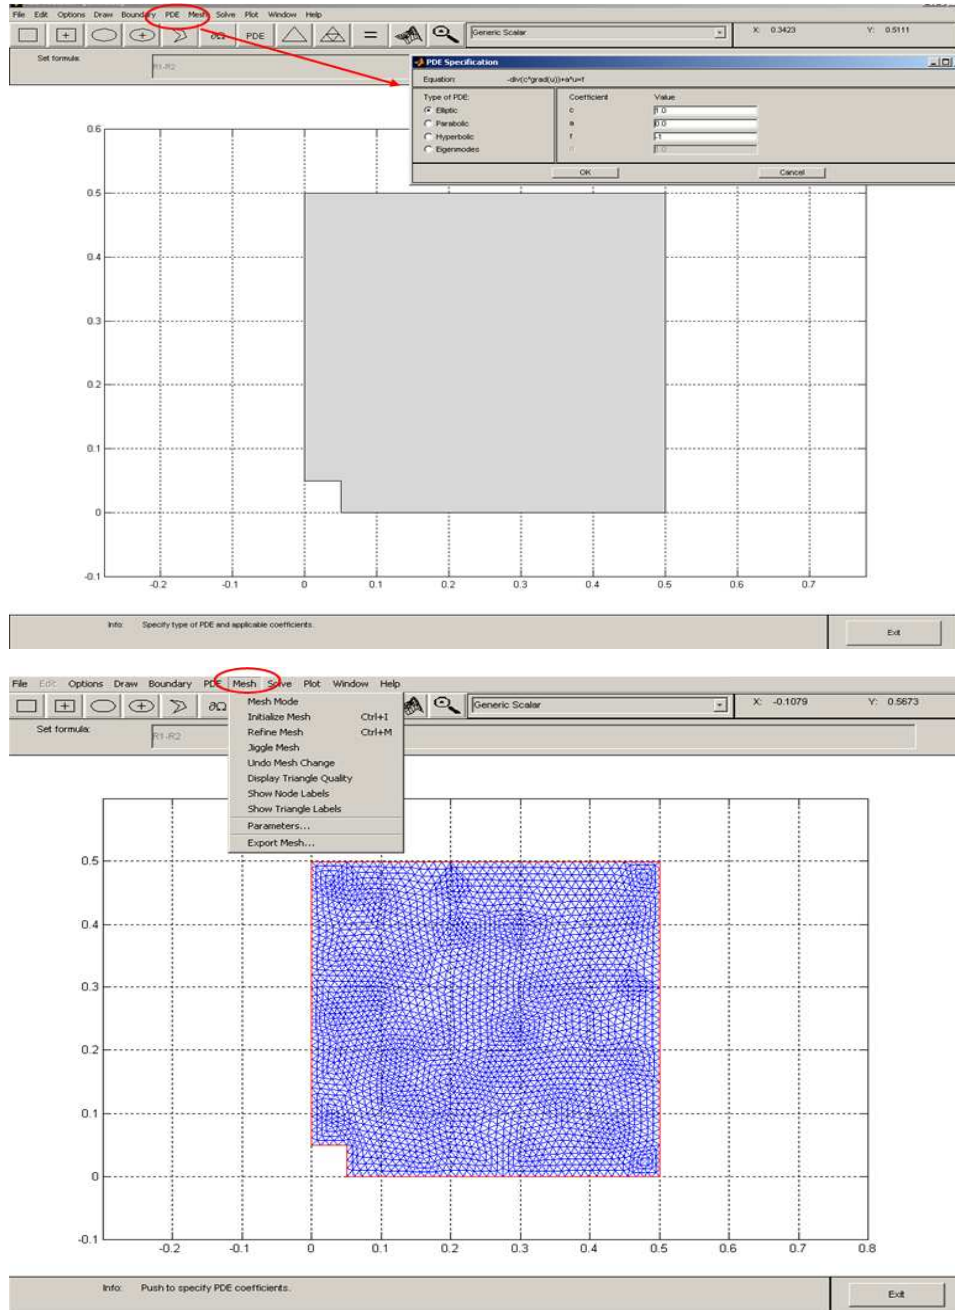 File Edit Options Draw Boundary PDE Mesh Solve Plot Window Help
∂Ω PDE = Generic Scalar X: 0.3423 Y: 0.5111
Set formula: R1-R2
PDE Specification
Equation: -div(c*grad(u))+a*u=f
Type of PDE: Coefficient Value
Elliptic c 1.0
Parabolic a 0.0
Hyperbolic f -1
Eigenmodes d 1.0
OK Cancel
0.6
0.5
0.4
0.3
0.2
0.1
0
-0.1
-0.2 -0.1 0 0.1 0.2 0.3 0.4 0.5 0.6 0.7
Info: Specify type of PDE and applicable coefficients. Exit
File Edit Options Draw Boundary PDE Mesh Solve Plot Window Help
∂Ω Generic Scalar X: -0.1079 Y: 0.5673
Set formula: R1-R2
Mesh Mode
Initialize Mesh Ctrl+I
Refine Mesh Ctrl+M
Jiggle Mesh
Undo Mesh Change
Display Triangle Quality
Show Node Labels
Show Triangle Labels
Parameters...
Export Mesh...
0.5
0.4
0.3
0.2
0.1
0
-0.1
-0.2 -0.1 0 0.1 0.2 0.3 0.4 0.5 0.6 0.7 0.8
Info: Push to specify PDE coefficients. Exit